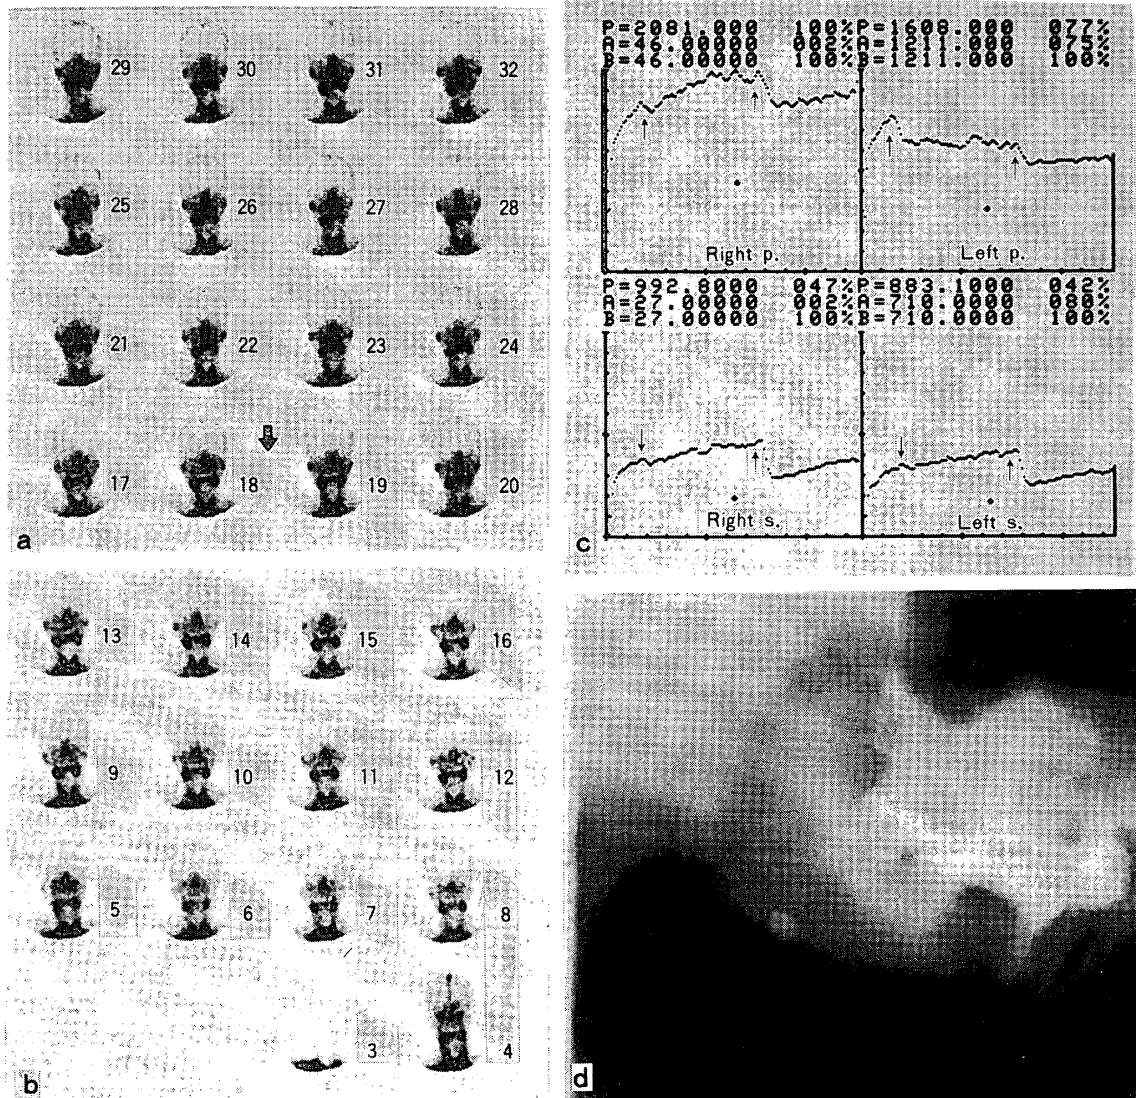 29 30 31 32
25 26 27 28
21 22 23 24
17 18 19 20
a
13 14 15 16
9 10 11 12
5 6 7 8
3 4
b
P=2081.000 100% P=1608.000 077%
A=46.00000 002% A=1211.000 075%
B=46.00000 100% B=1211.000 100%
Right p. Left p.
P=992.8000 047% P=883.1000 042%
A=27.00000 002% A=710.0000 080%
B=27.00000 100% B=710.0000 100%
Right s. Left s.
c
d